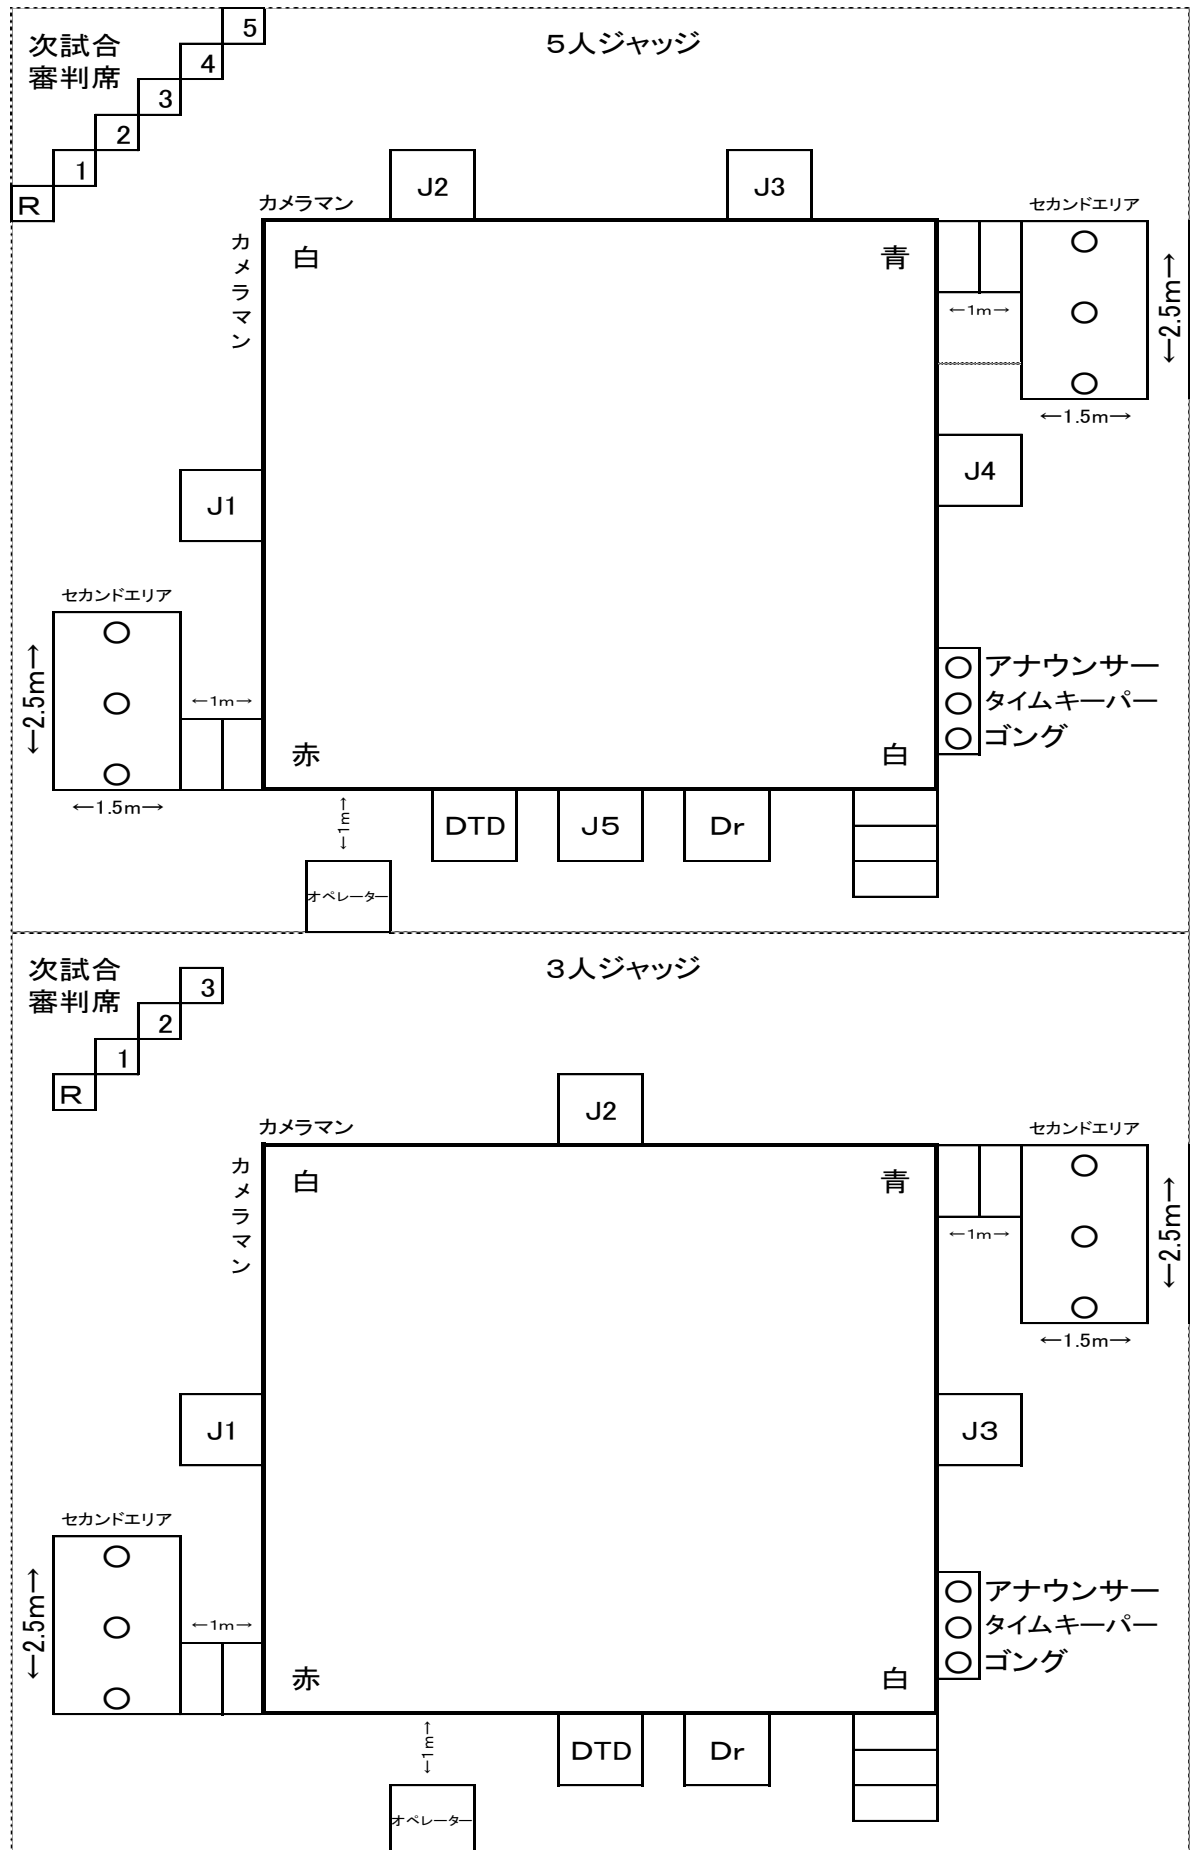 次試合
審判席
5
4
3
2
1
R
5人ジャッジ
J2
J3
カメラマン
カメラマン
セカンドエリア
白
青
←1m→
←2.5m→
←1.5m→
J1
J4
セカンドエリア
←2.5m→
←1m→
←1.5m→
アナウンサー
タイムキーパー
ゴング
赤
白
←1m→
DTD
J5
Dr
オペレーター
次試合
審判席
3
2
1
R
3人ジャッジ
J2
カメラマン
カメラマン
セカンドエリア
白
青
←1m→
←2.5m→
←1.5m→
J1
J3
セカンドエリア
←2.5m→
←1m→
アナウンサー
タイムキーパー
ゴング
赤
白
←1m→
DTD
Dr
オペレーター